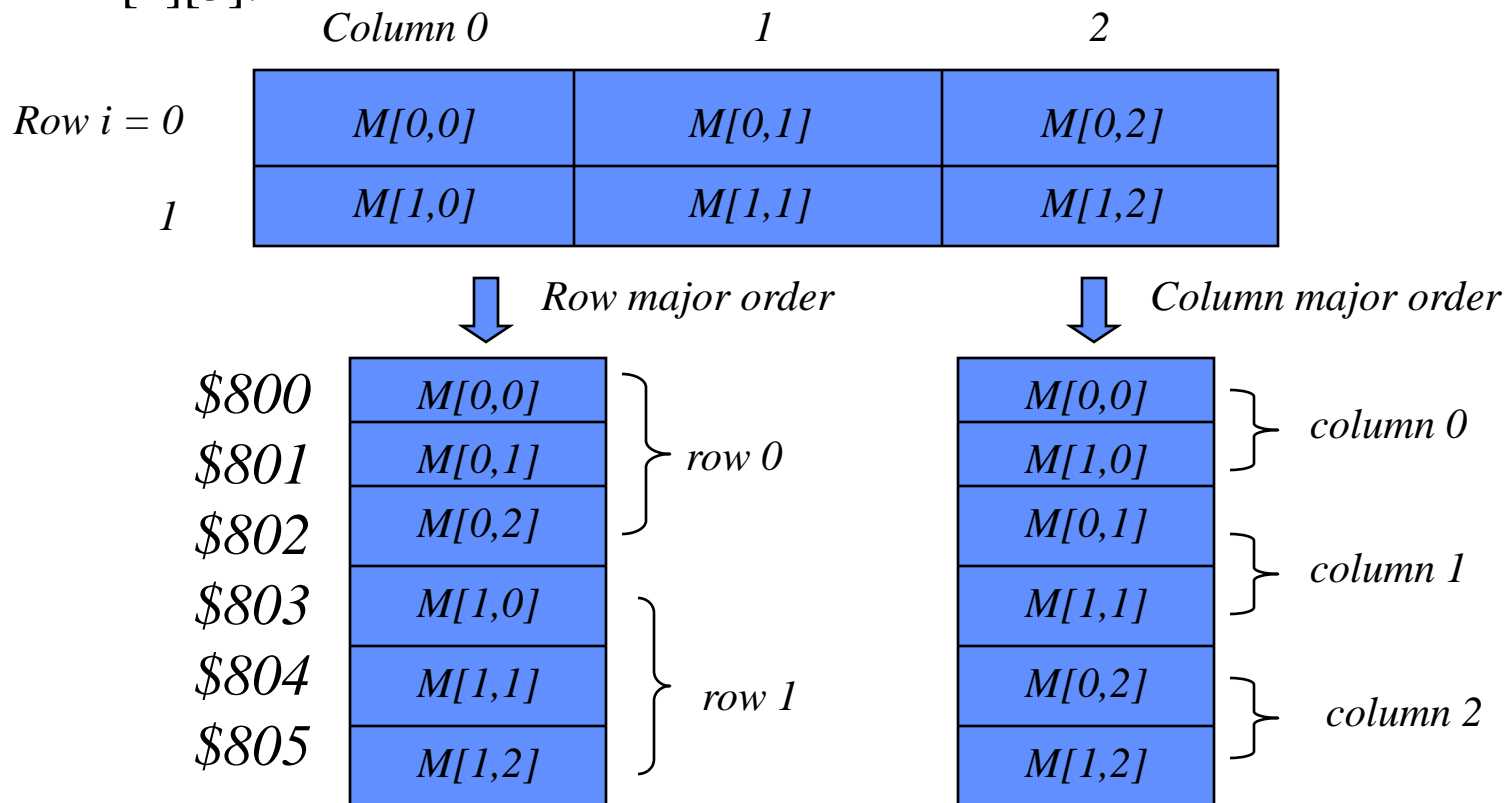 Column 0 1 2
Row i = 0 M[0,0] M[0,1] M[0,2]
1 M[1,0] M[1,1] M[1,2]
Row major order Column major order
$800 M[0,0] M[0,0]
$801 M[0,1] row 0 M[1,0] column 0
$802 M[0,2] M[0,1]
$803 M[1,0] M[1,1] column 1
$804 M[1,1] row 1 M[0,2]
$805 M[1,2] M[1,2] column 2